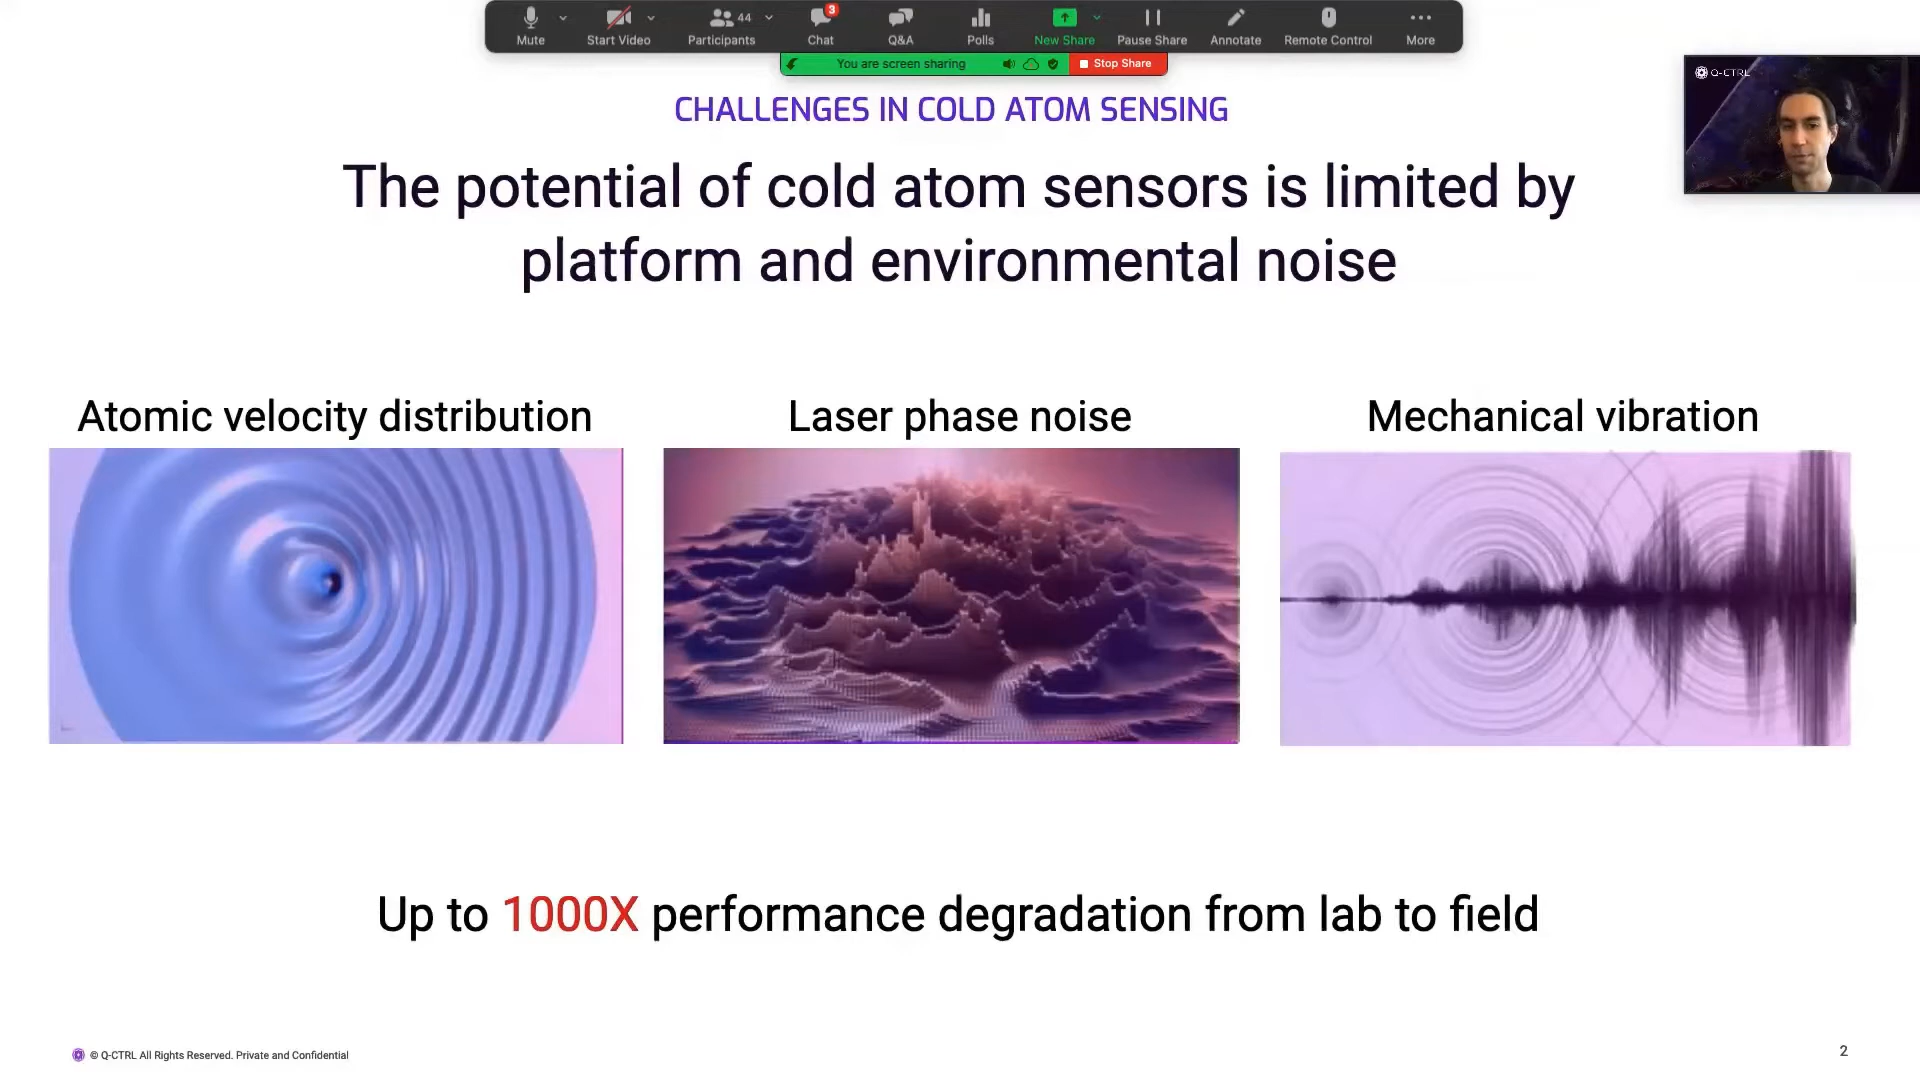 Mute
Start Video
Participants
44
Chat
3
Q&A
Polls
New Share
Pause Share
Annotate
Remote Control
More
You are screen sharing
Stop Share
Q-CTRL
CHALLENGES IN COLD ATOM SENSING
The potential of cold atom sensors is limited by
platform and environmental noise
Atomic velocity distribution
Laser phase noise
Mechanical vibration
Up to 1000X performance degradation from lab to field
© Q-CTRL All Rights Reserved. Private and Confidential
2